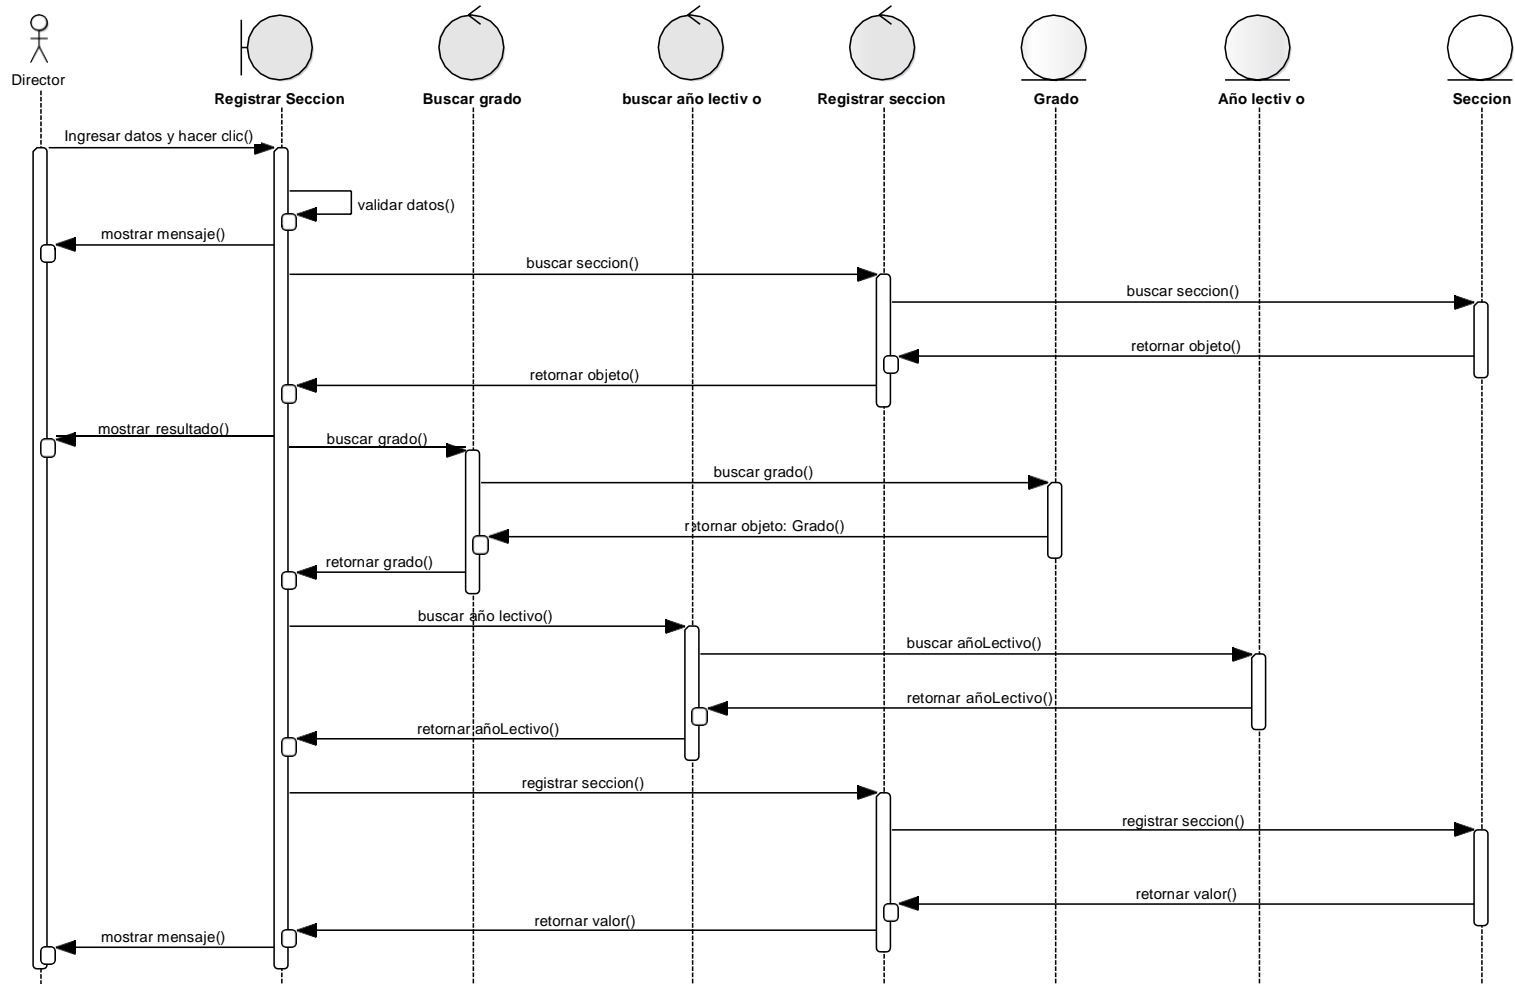 Director
Registrar Seccion
Buscar grado
buscar año lectiv o
Registrar seccion
Grado
Año lectiv o
Seccion
Ingresar datos y hacer clic()
validar datos()
mostrar mensaje()
buscar seccion()
buscar seccion()
retornar objeto()
retornar objeto()
mostrar resultado()
buscar grado()
buscar grado()
retornar objeto: Grado()
retornar grado()
buscar año lectivo()
buscar añoLectivo()
retornar añoLectivo()
retornar añoLectivo()
registrar seccion()
registrar seccion()
retornar valor()
retornar valor()
mostrar mensaje()